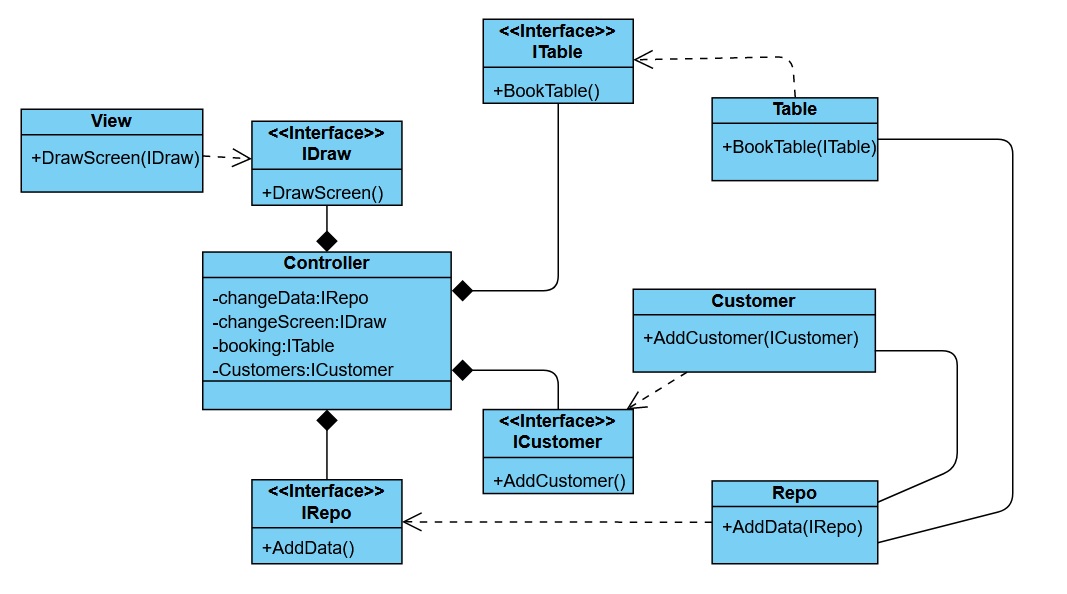 <<Interface>>
ITable
+BookTable()
View
+DrawScreen(IDraw)
<<Interface>>
IDraw
+DrawScreen()
Table
+BookTable(ITable)
Controller
-changeData:IRepo
-changeScreen:IDraw
-booking:ITable
-Customers:ICustomer
Customer
+AddCustomer(ICustomer)
<<Interface>>
ICustomer
+AddCustomer()
<<Interface>>
IRepo
+AddData()
Repo
+AddData(IRepo)